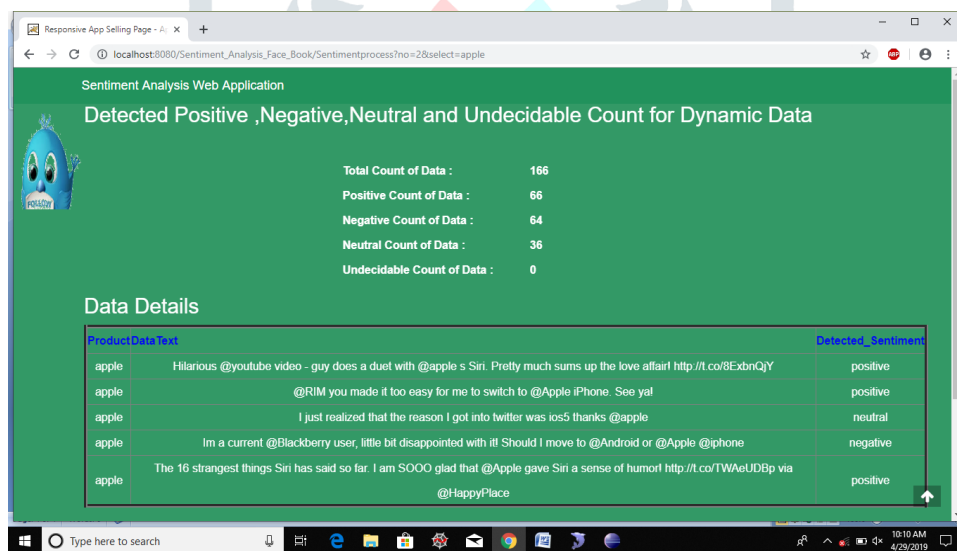 Responsive App Selling Page - A
localhost:8080/Sentiment_Analysis_Face_Book/Sentimentprocess?no=2&select=apple
ABP
Sentiment Analysis Web Application
Detected Positive ,Negative,Neutral and Undecidable Count for Dynamic Data
FOLLOW
Total Count of Data : 166
Positive Count of Data : 66
Negative Count of Data : 64
Neutral Count of Data : 36
Undecidable Count of Data : 0
Data Details
Product DataText Detected_Sentiment
apple Hilarious @youtube video - guy does a duet with @apple s Siri. Pretty much sums up the love affair! http://t.co/8ExbnQjY positive
apple @RIM you made it too easy for me to switch to @Apple iPhone. See ya! positive
apple I just realized that the reason I got into twitter was ios5 thanks @apple neutral
apple Im a current @Blackberry user, little bit disappointed with it! Should I move to @Android or @Apple @iphone negative
apple The 16 strangest things Siri has said so far. I am SOOO glad that @Apple gave Siri a sense of humor! http://t.co/TWAeUDBp via positive
@HappyPlace
Type here to search
10:10 AM
4/29/2019